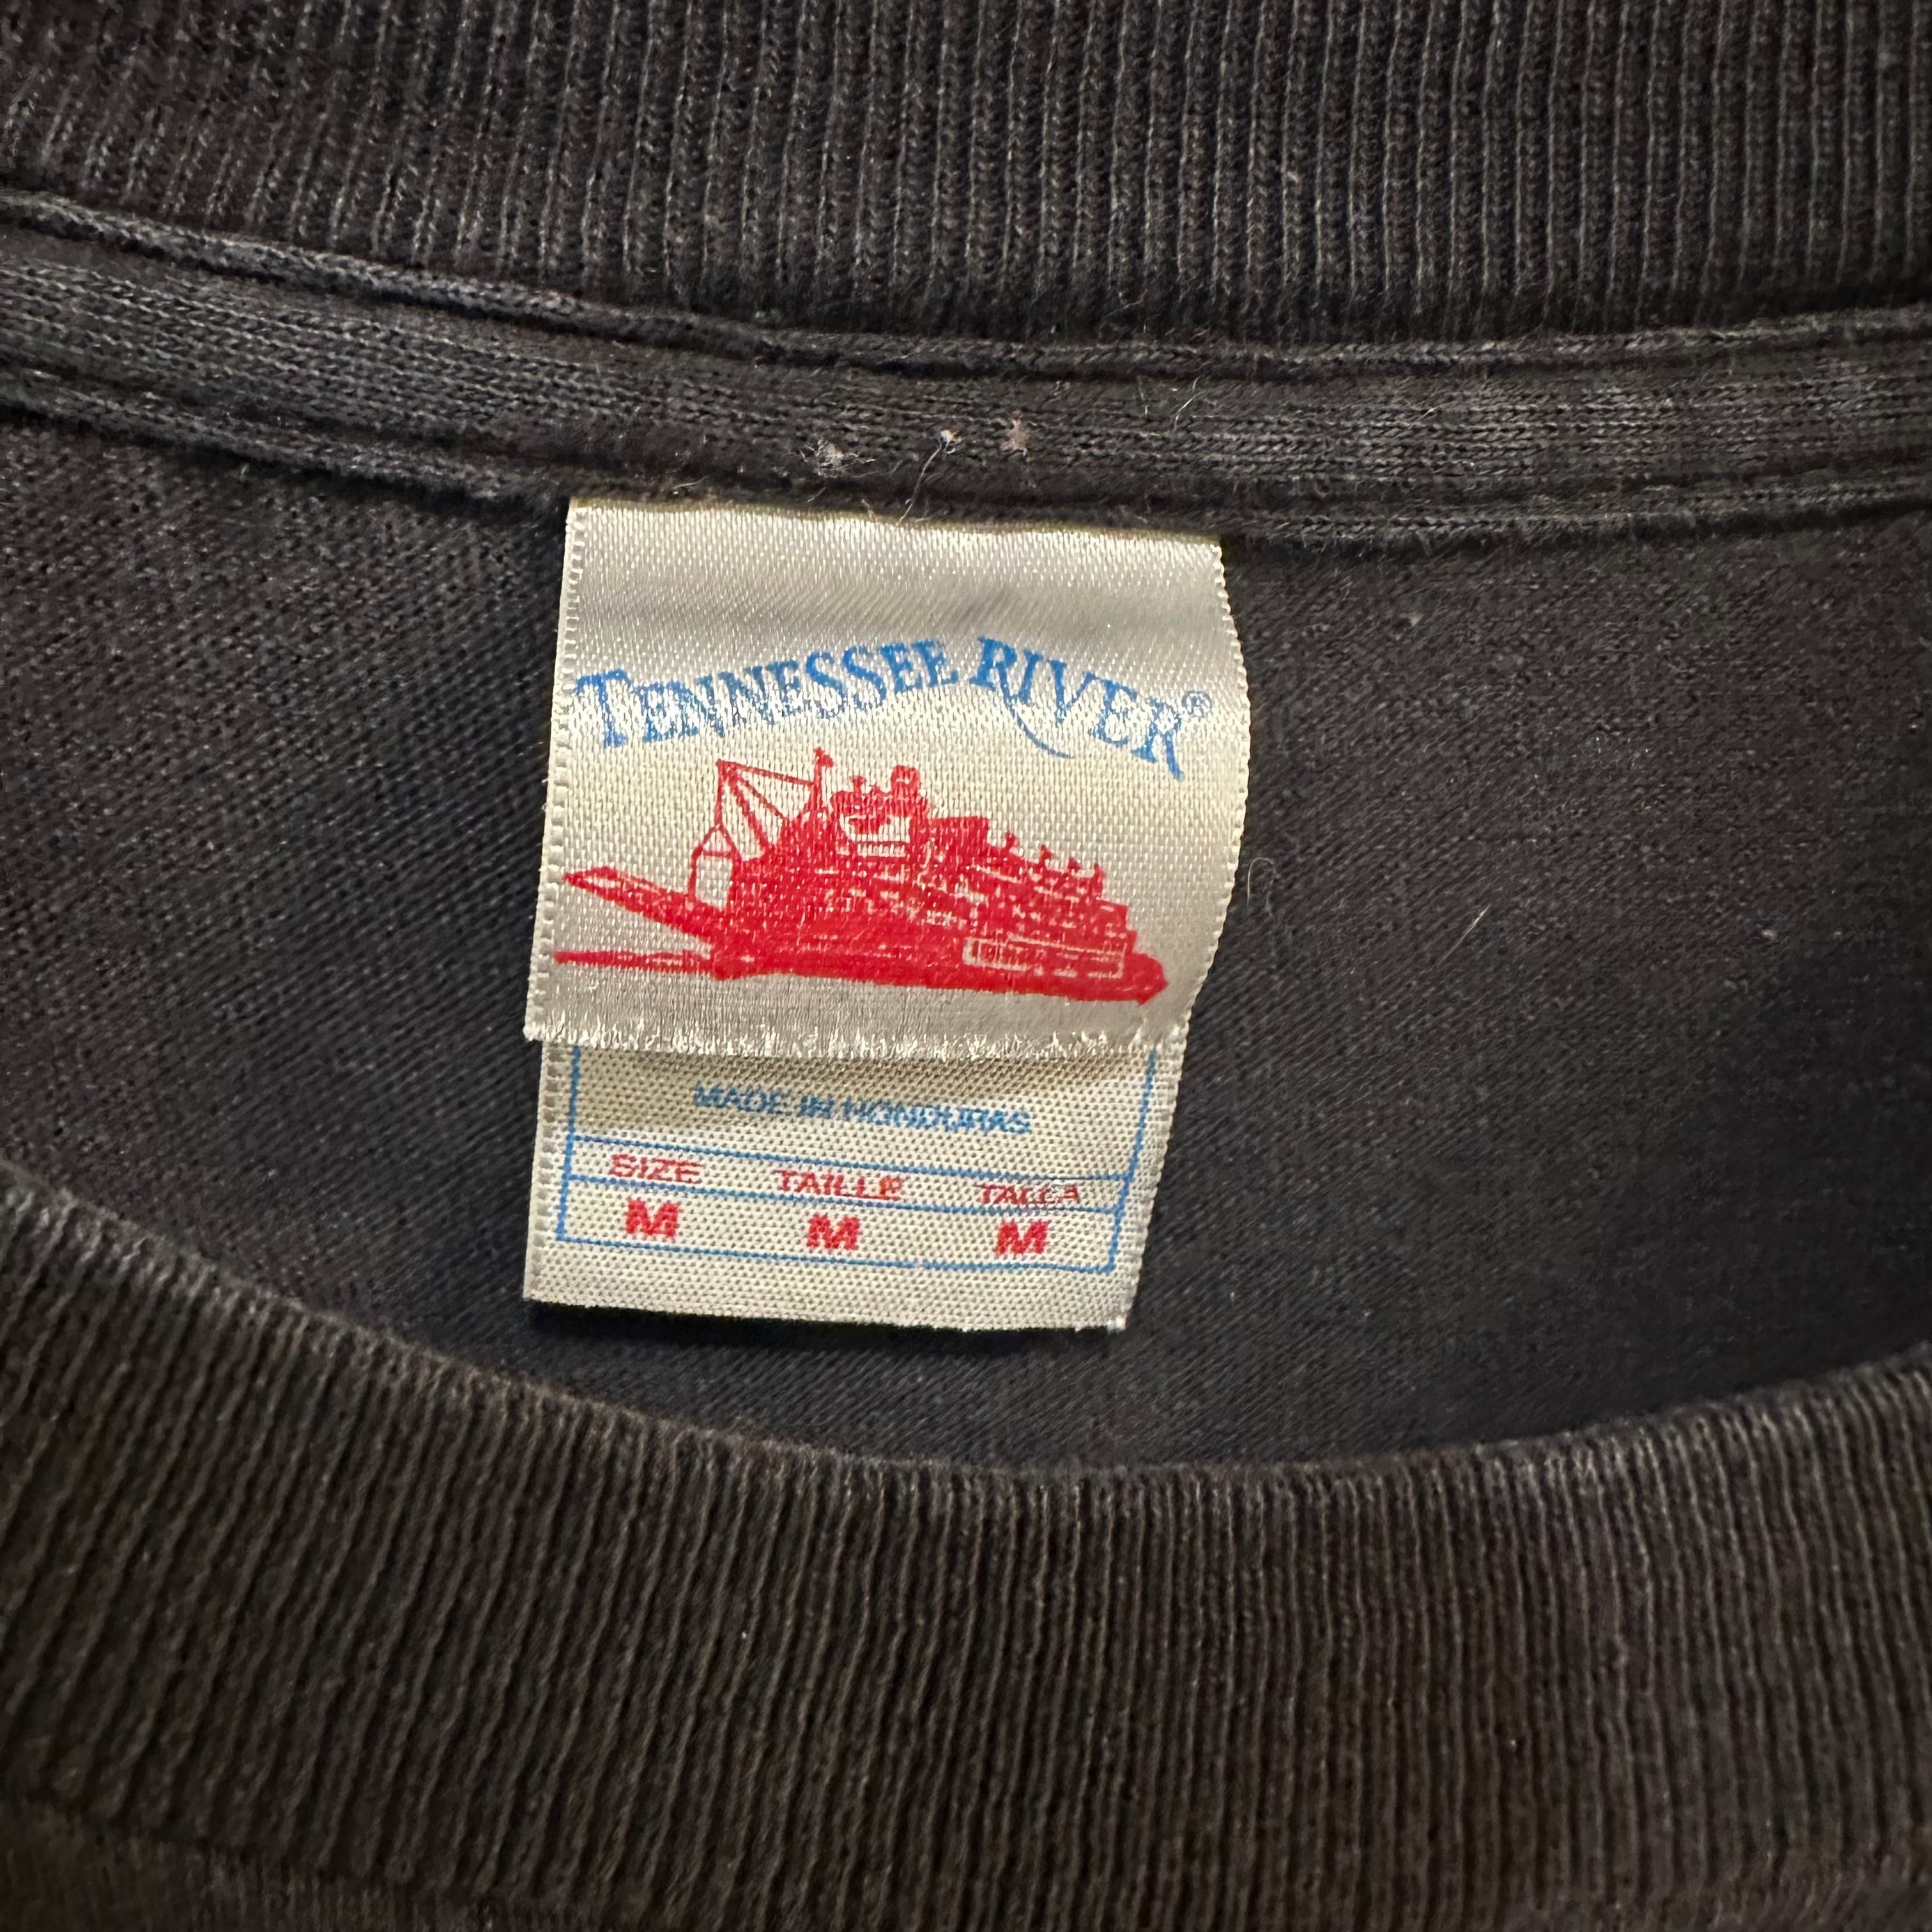 TENNESSEE RIVER®
MADE IN HONDURAS
SIZE TAILLE TALLA
M M M